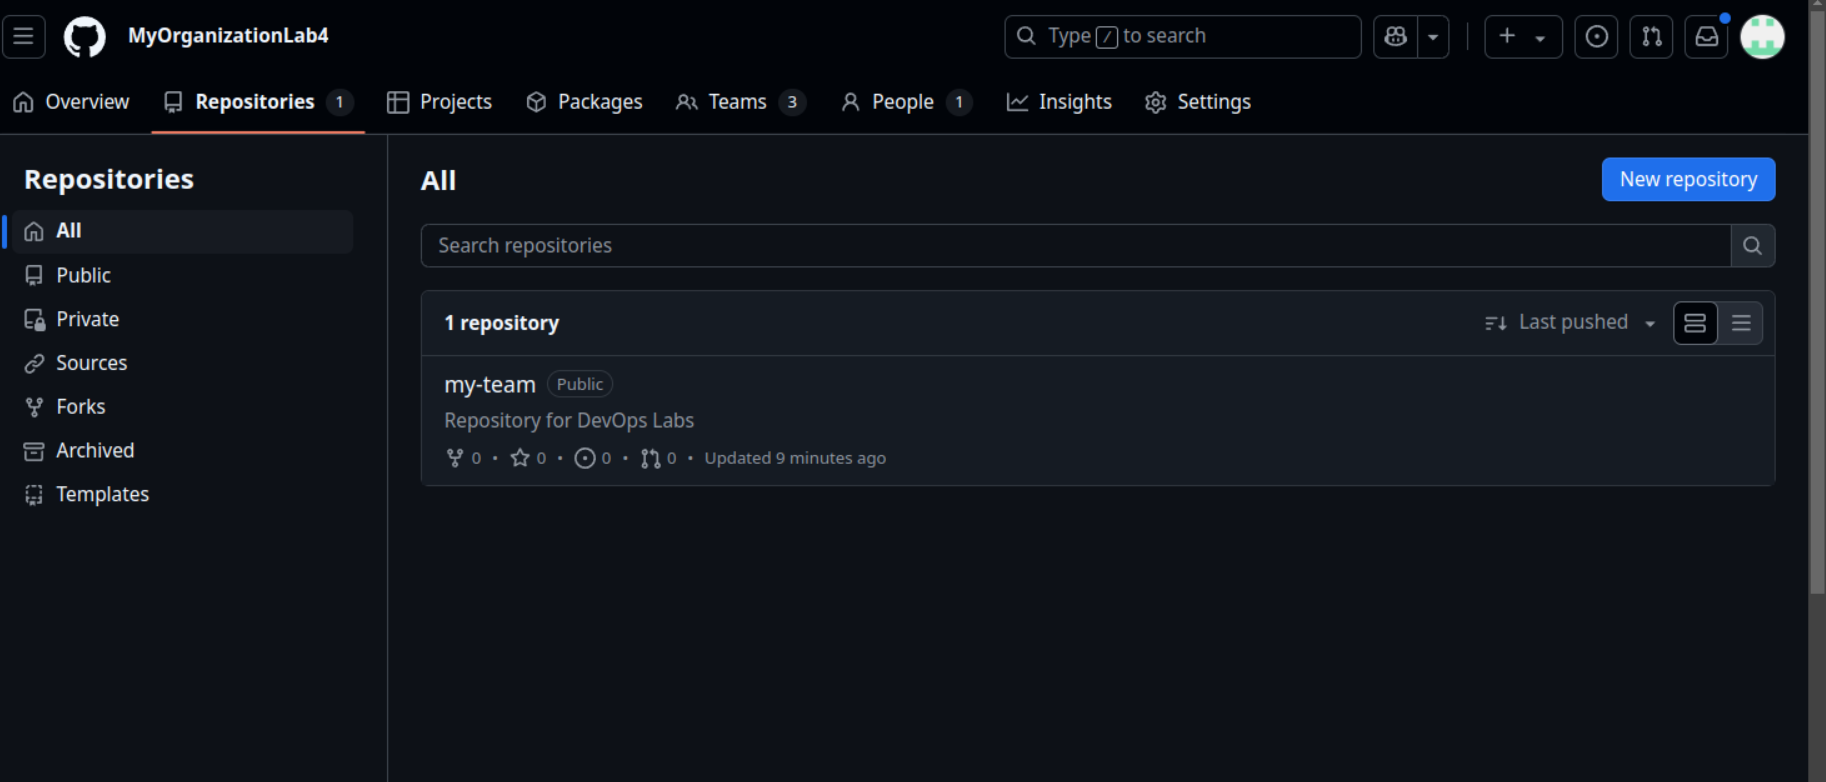 MyOrganizationLab4
Type / to search
Overview Repositories 1 Projects Packages Teams 3 People 1 Insights Settings
Repositories
All
Public
Private
Sources
Forks
Archived
Templates
All
New repository
Search repositories
1 repository
Last pushed
my-team Public
Repository for DevOps Labs
0 • 0 • 0 • 0 • Updated 9 minutes ago